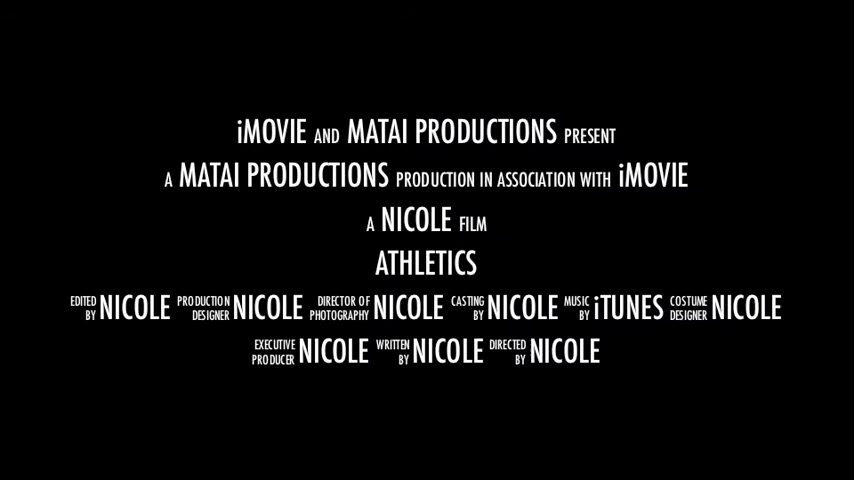 iMOVIE AND MATAI PRODUCTIONS PRESENT
A MATAI PRODUCTIONS PRODUCTION IN ASSOCIATION WITH iMOVIE
A NICOLE FILM
ATHLETICS
EDITED BY NICOLE PRODUCTION DESIGNER NICOLE DIRECTOR OF PHOTOGRAPHY NICOLE CASTING BY NICOLE MUSIC BY iTUNES COSTUME DESIGNER NICOLE
EXECUTIVE PRODUCER NICOLE WRITTEN BY NICOLE DIRECTED BY NICOLE